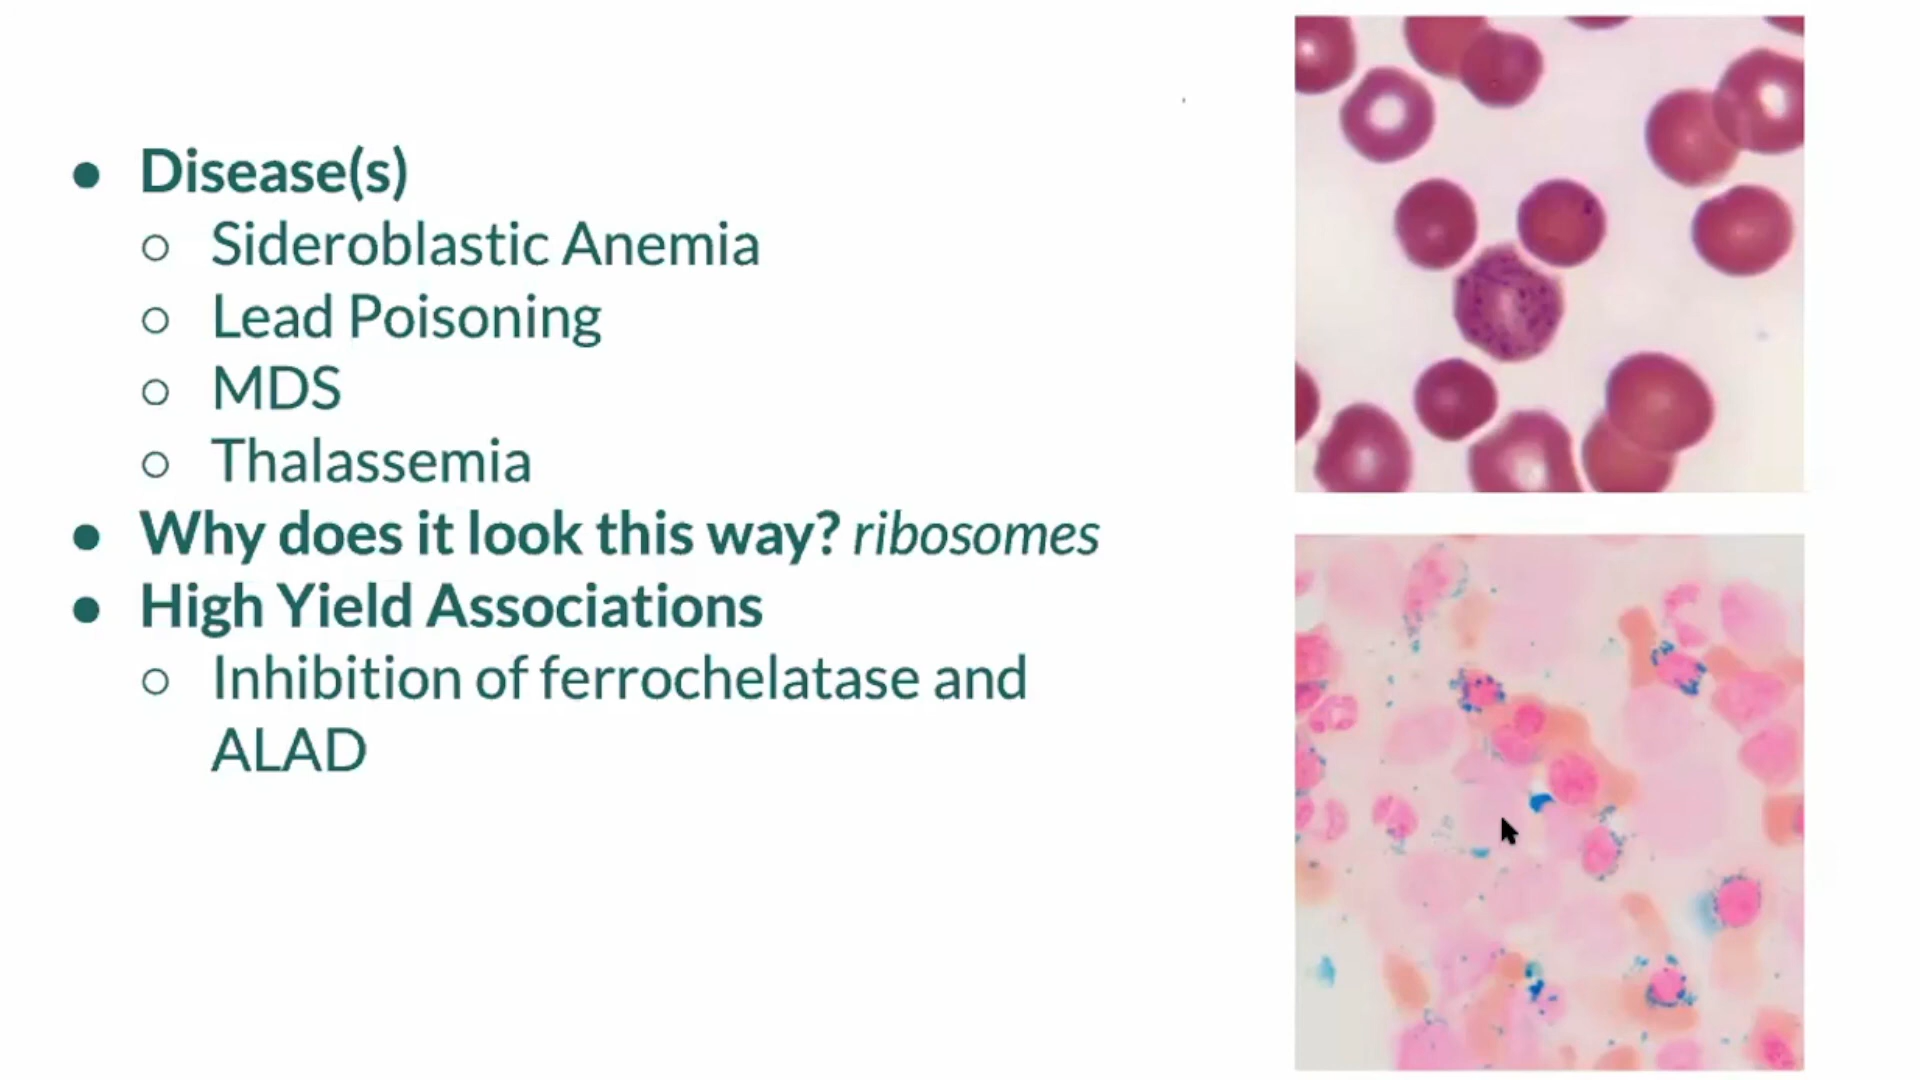 Disease(s)
Sideroblastic Anemia
Lead Poisoning
MDS
Thalassemia
Why does it look this way? ribosomes
High Yield Associations
Inhibition of ferrochelatase and
ALAD